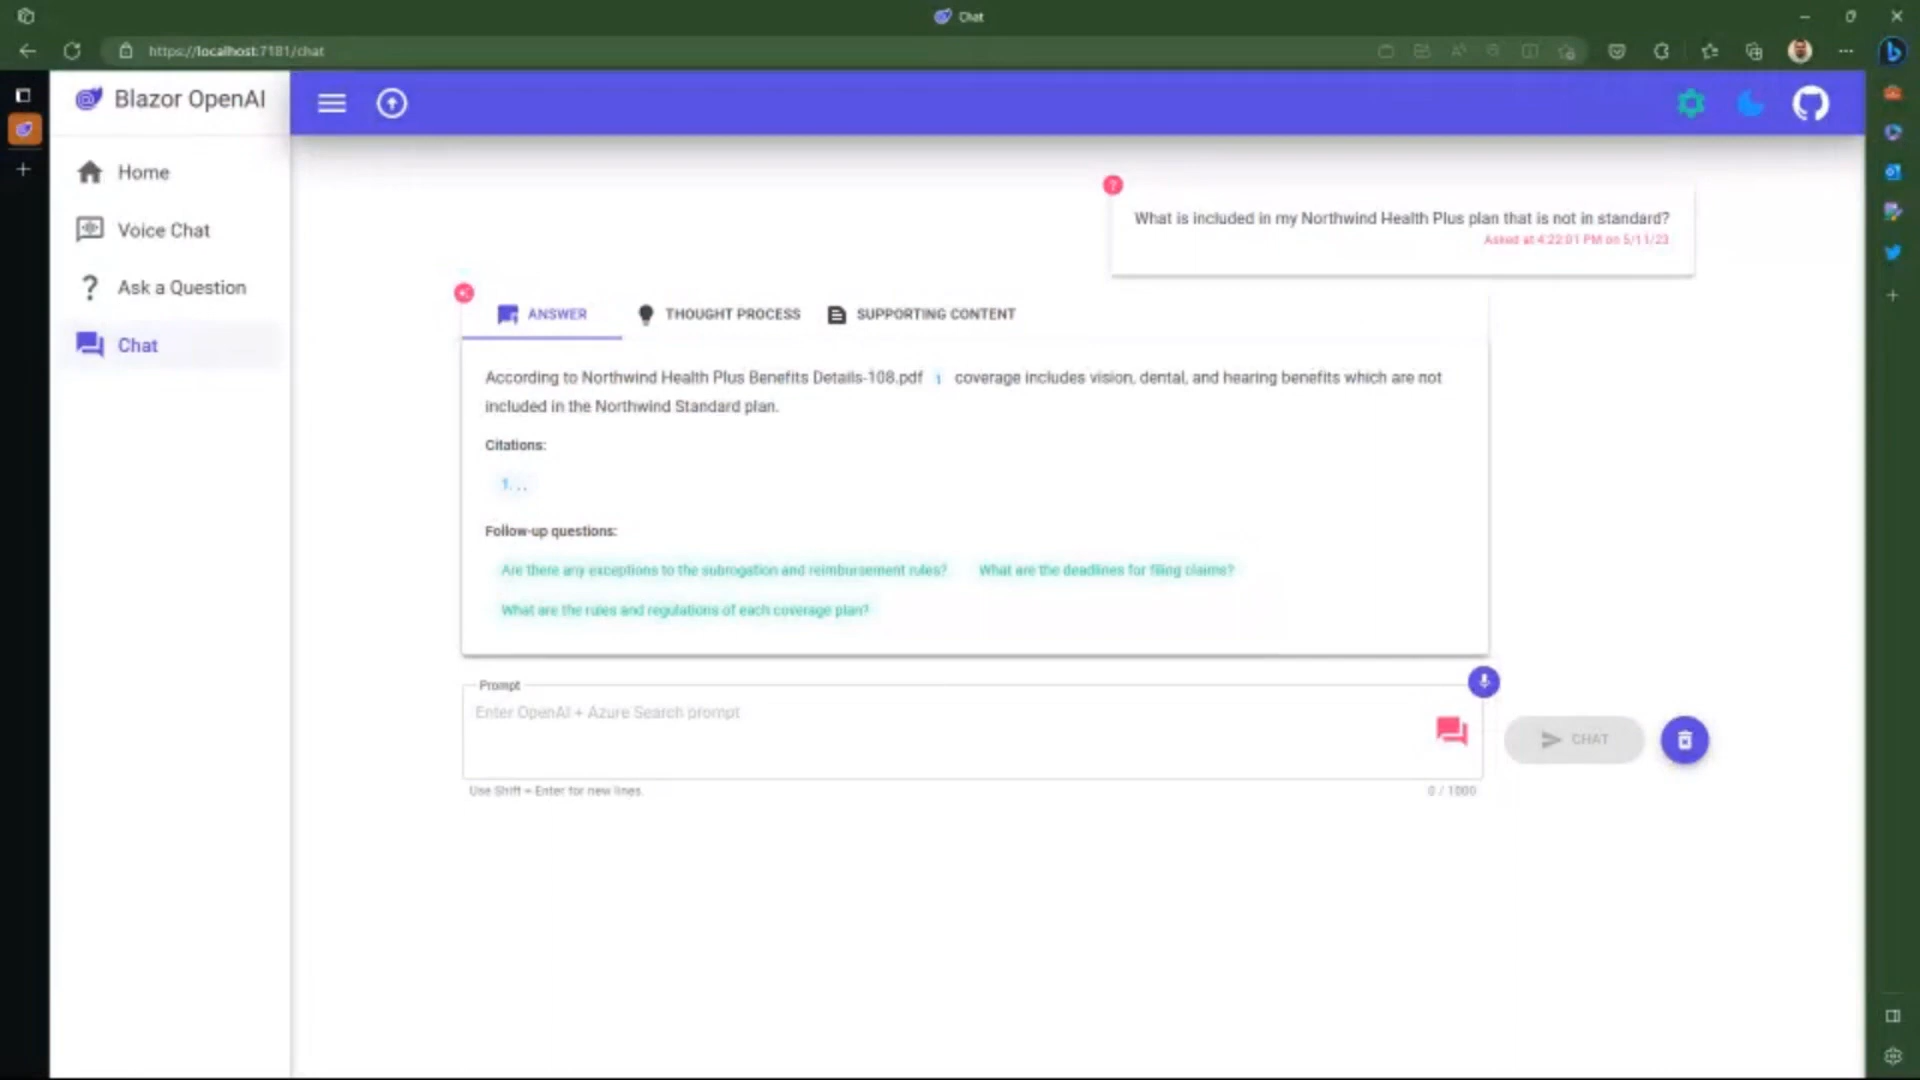 Chat
https://localhost:7181/chat
Blazor OpenAI
Home
Voice Chat
Ask a Question
Chat
What is included in my Northwind Health Plus plan that is not in standard?
Asked at 4:22:01 PM on 5/11/23
ANSWER
THOUGHT PROCESS
SUPPORTING CONTENT
According to Northwind Health Plus Benefits Details-108.pdf 1 coverage includes vision, dental, and hearing benefits which are not
included in the Northwind Standard plan.
Citations:
1. ..
Follow-up questions:
Are there any exceptions to the subrogation and reimbursement rules?
What are the deadlines for filing claims?
What are the rules and regulations of each coverage plan?
Prompt
Enter OpenAI + Azure Search prompt
CHAT
Use Shift + Enter for new lines.
0 / 1000